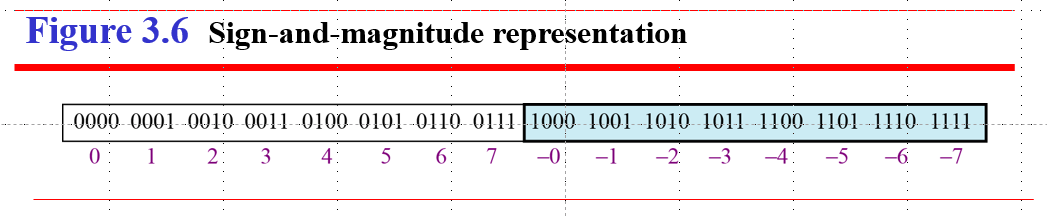 Figure 3.6 Sign-and-magnitude representation
0000 0001 0010 0011 0100 0101 0110 0111 1000 1001 1010 1011 1100 1101 1110 1111
0 1 2 3 4 5 6 7 –0 –1 –2 –3 –4 –5 –6 –7